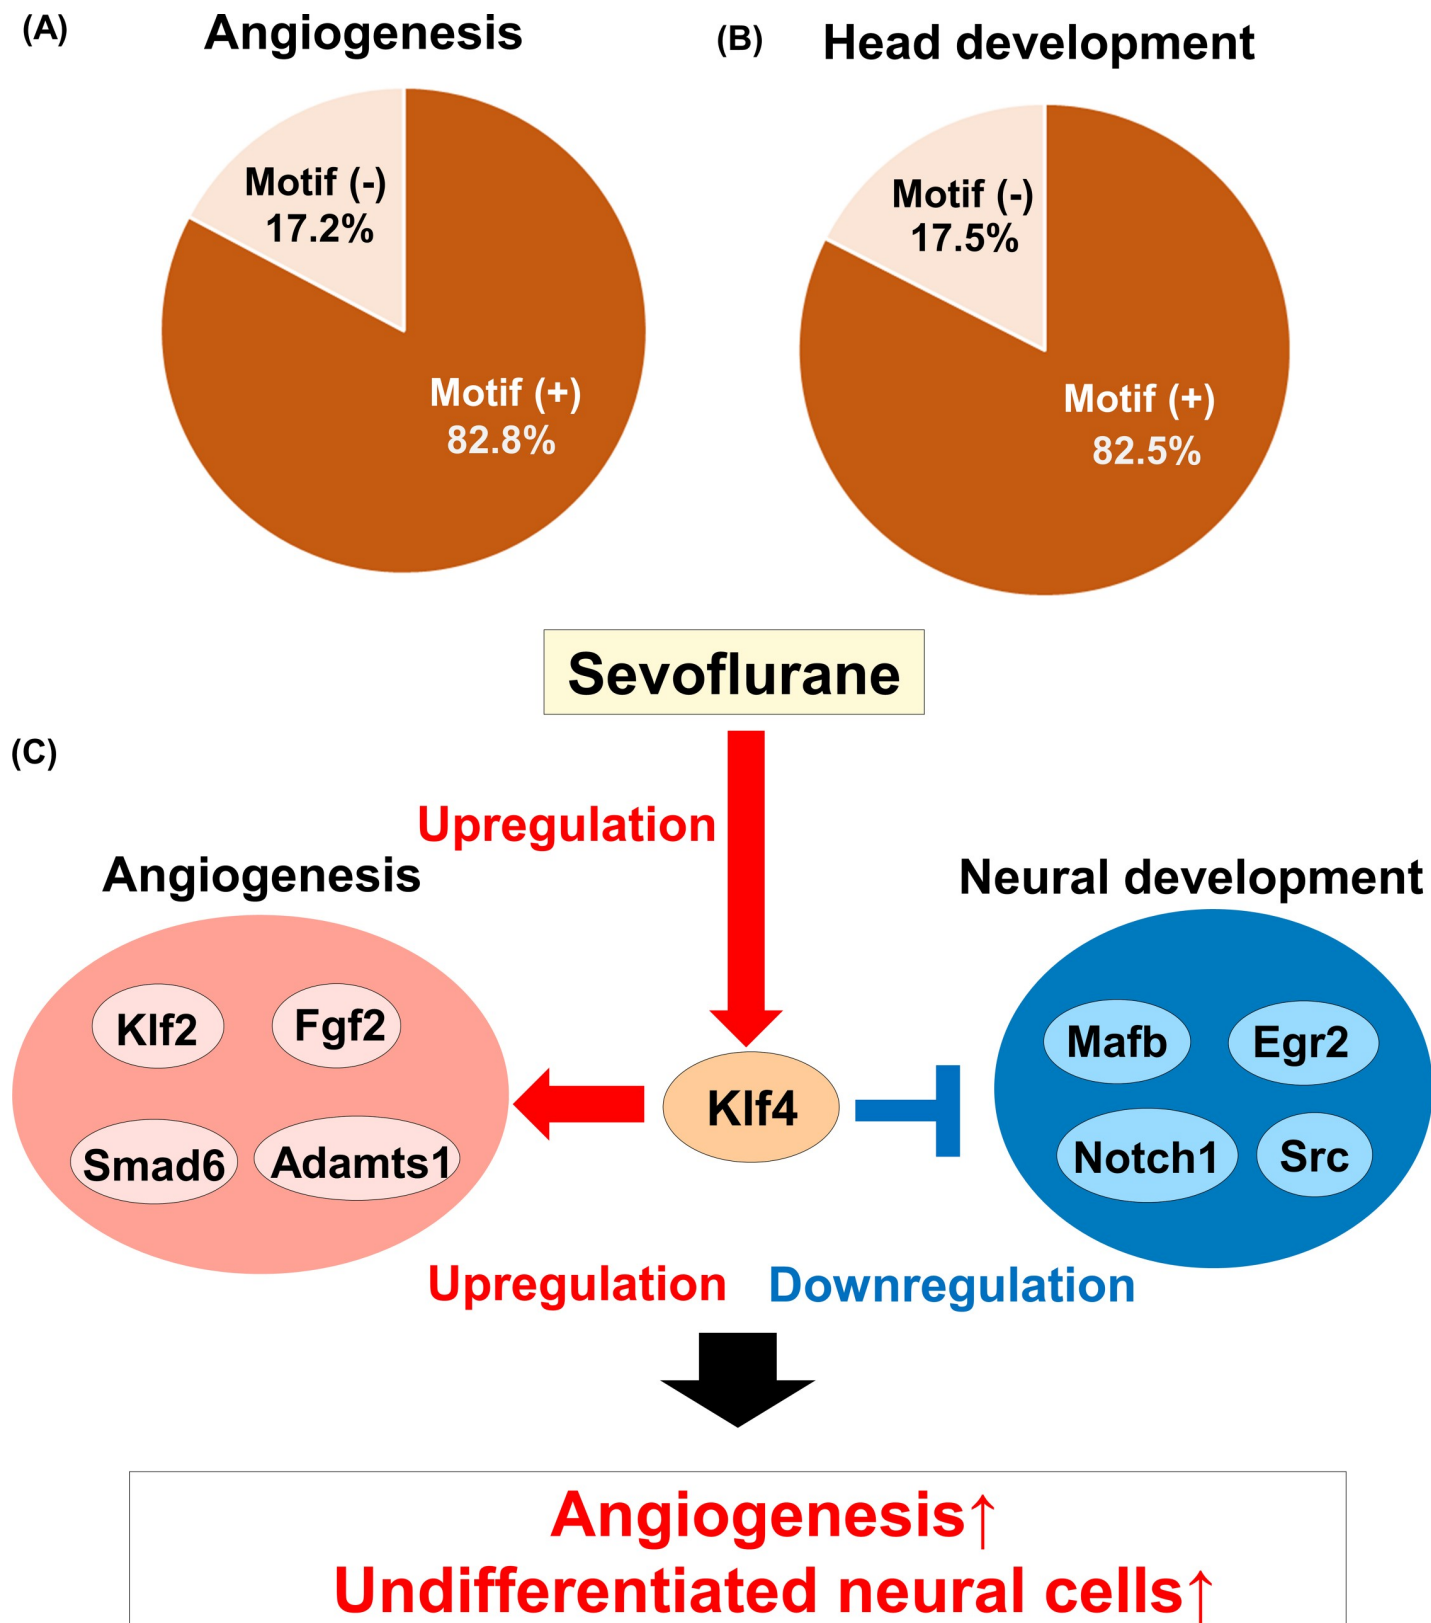 (A)
Angiogenesis
Motif (-)
17.2%
Motif (+)
82.8%
(B)
Head development
Motif (-)
17.5%
Motif (+)
82.5%
Sevoflurane
(C)
Upregulation
Angiogenesis
Klf2
Fgf2
Smad6
Adamts1
Klf4
Neural development
Mafb
Egr2
Notch1
Src
Upregulation
Downregulation
Angiogenesis↑
Undifferentiated neural cells↑